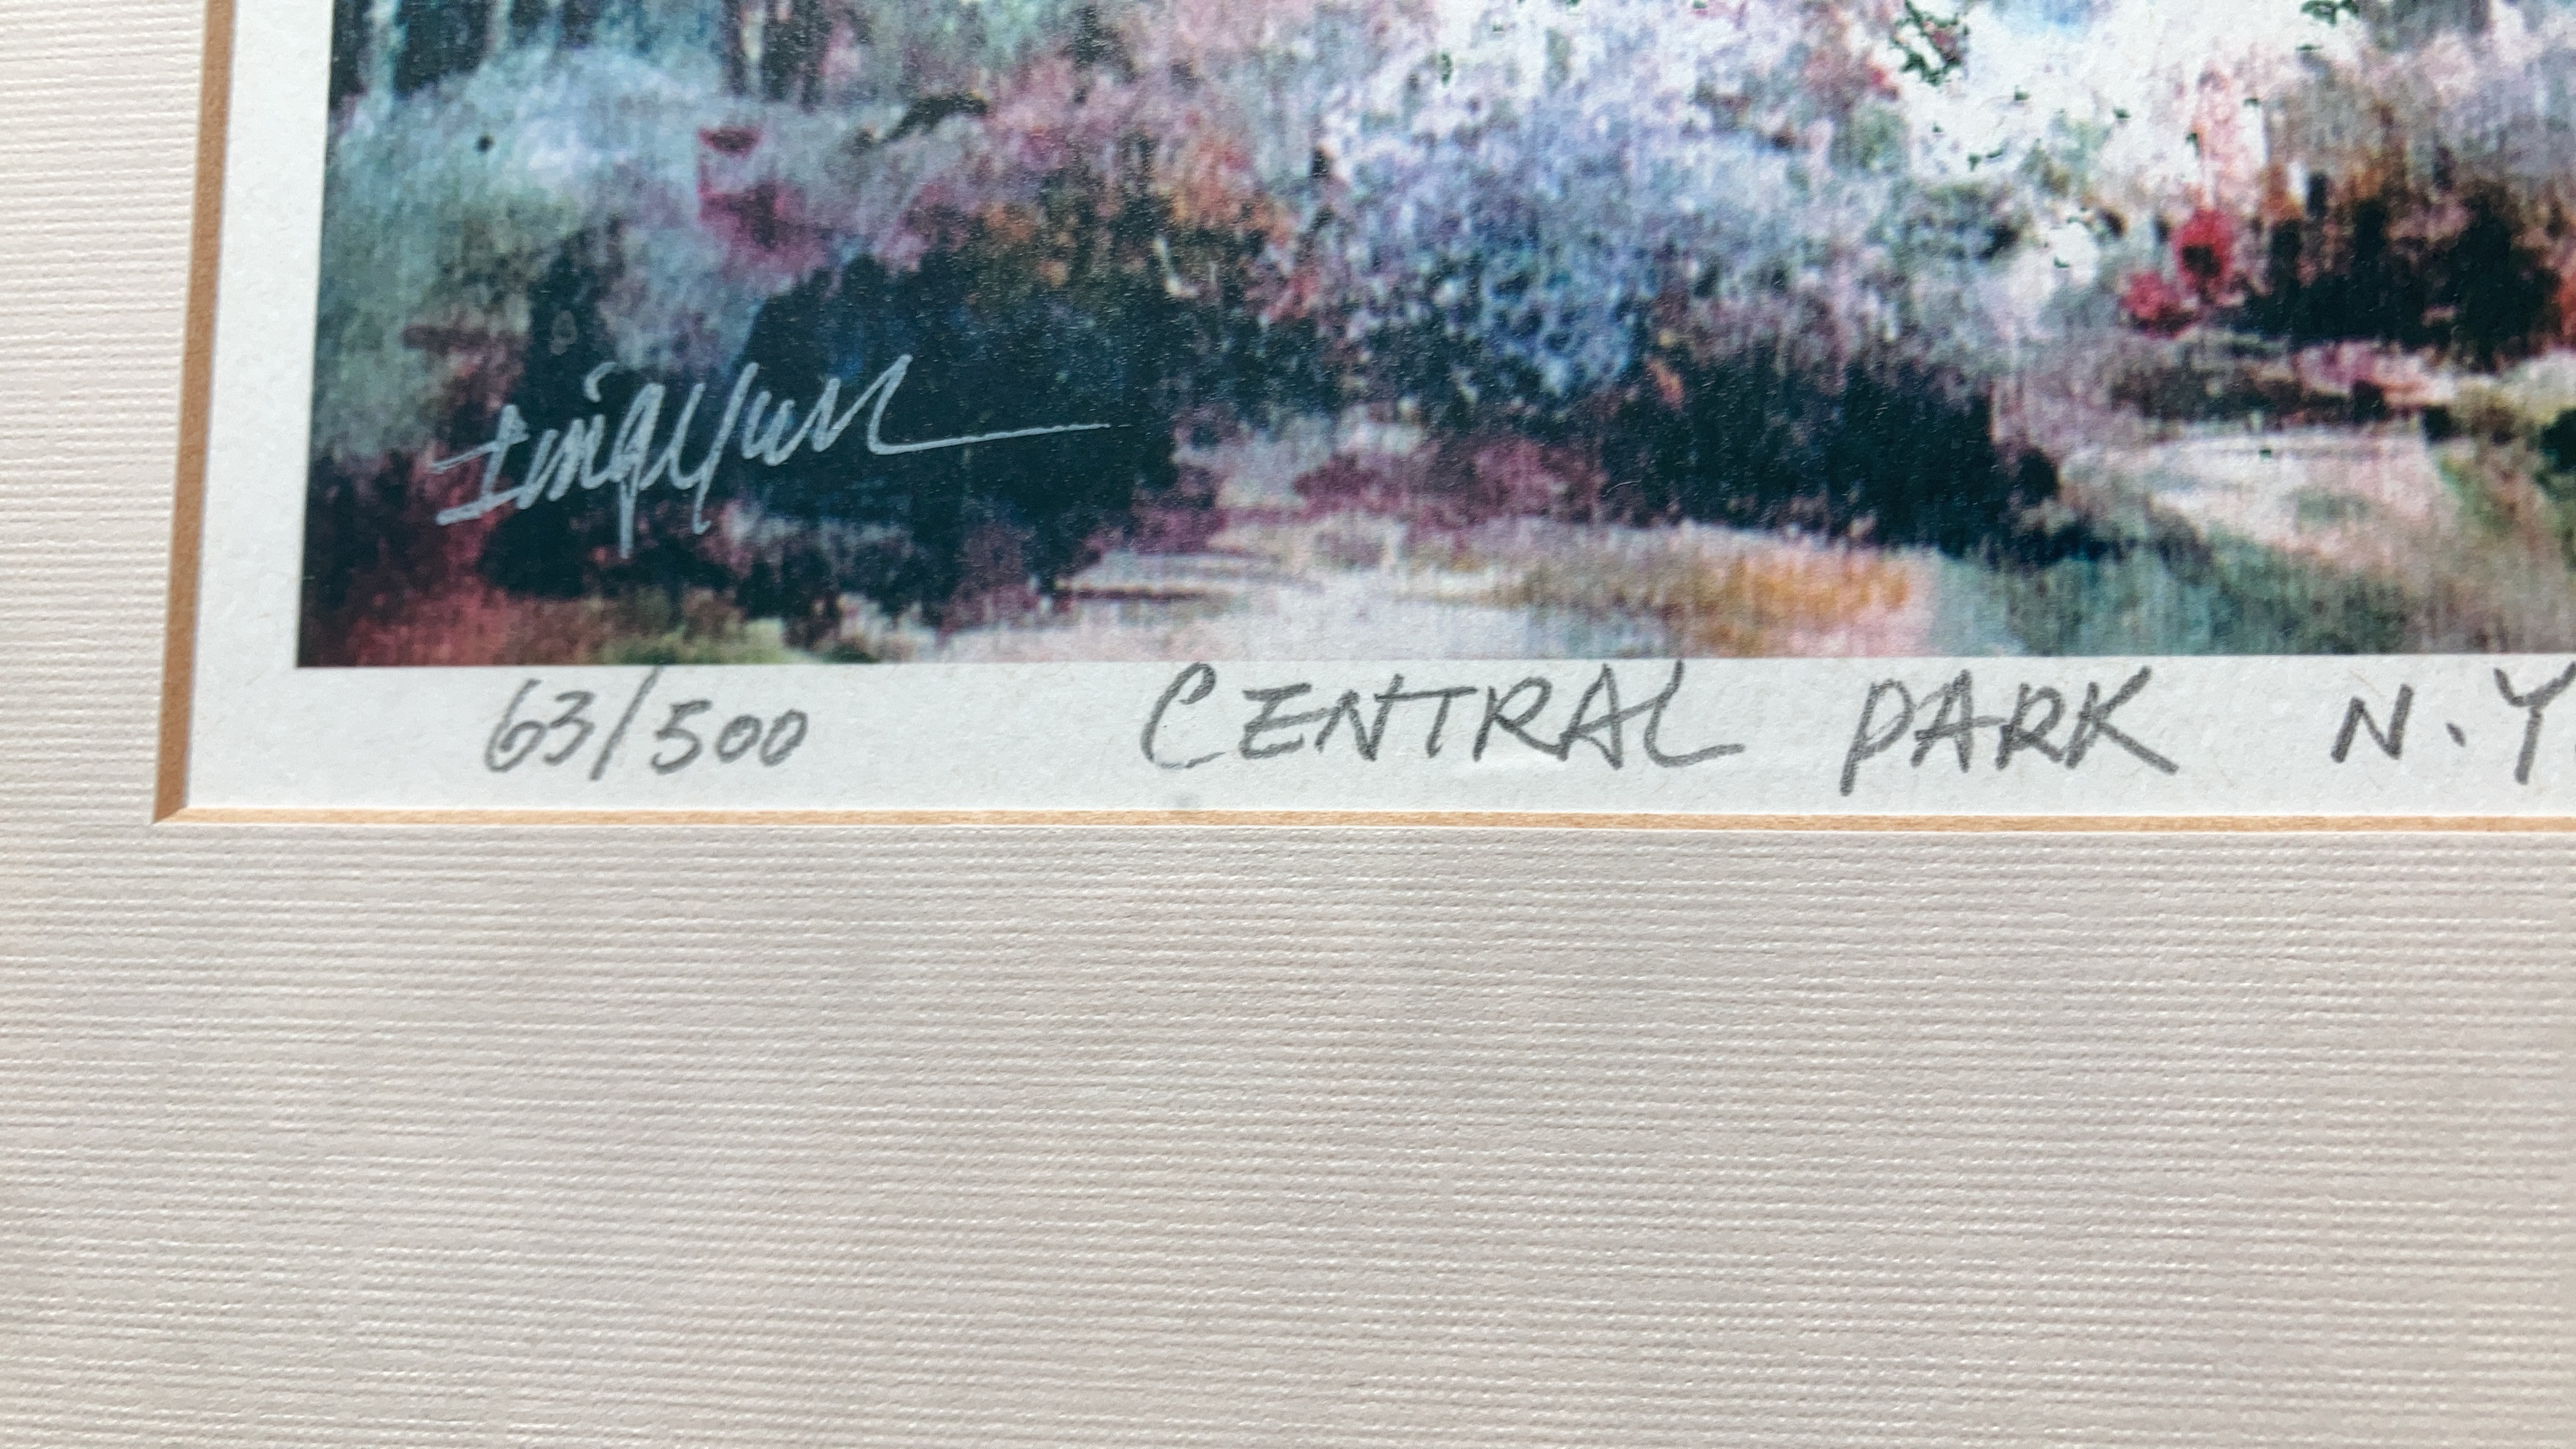 63/500 CENTRAL PARK N.Y